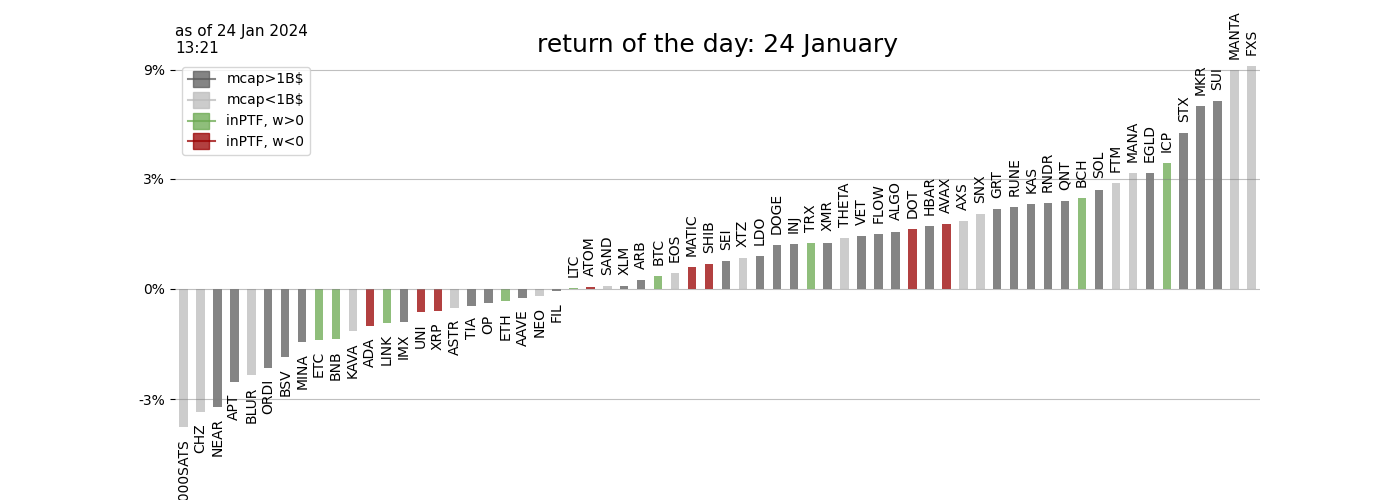 as of 24 Jan 2024
13:21
return of the day: 24 January
mcap>1B$
mcap<1B$
inPTF, w>0
inPTF, w<0
9%
3%
0%
-3%
000SATS
CHZ
NEAR
APT
BLUR
ORDI
BSV
MINA
ETC
BNB
KAVA
ADA
LINK
IMX
UNI
XRP
ASTR
TIA
OP
ETH
AAVE
NEO
FIL
LTC
ATOM
SAND
XLM
ARB
BTC
EOS
MATIC
SHIB
SEI
XTZ
LDO
DOGE
INJ
TRX
XMR
THETA
VET
FLOW
ALGO
DOT
HBAR
AVAX
AXS
SNX
GRT
RUNE
KAS
RNDR
QNT
BCH
SOL
FTM
MANA
EGLD
ICP
STX
MKR
SUI
MANTA
FXS